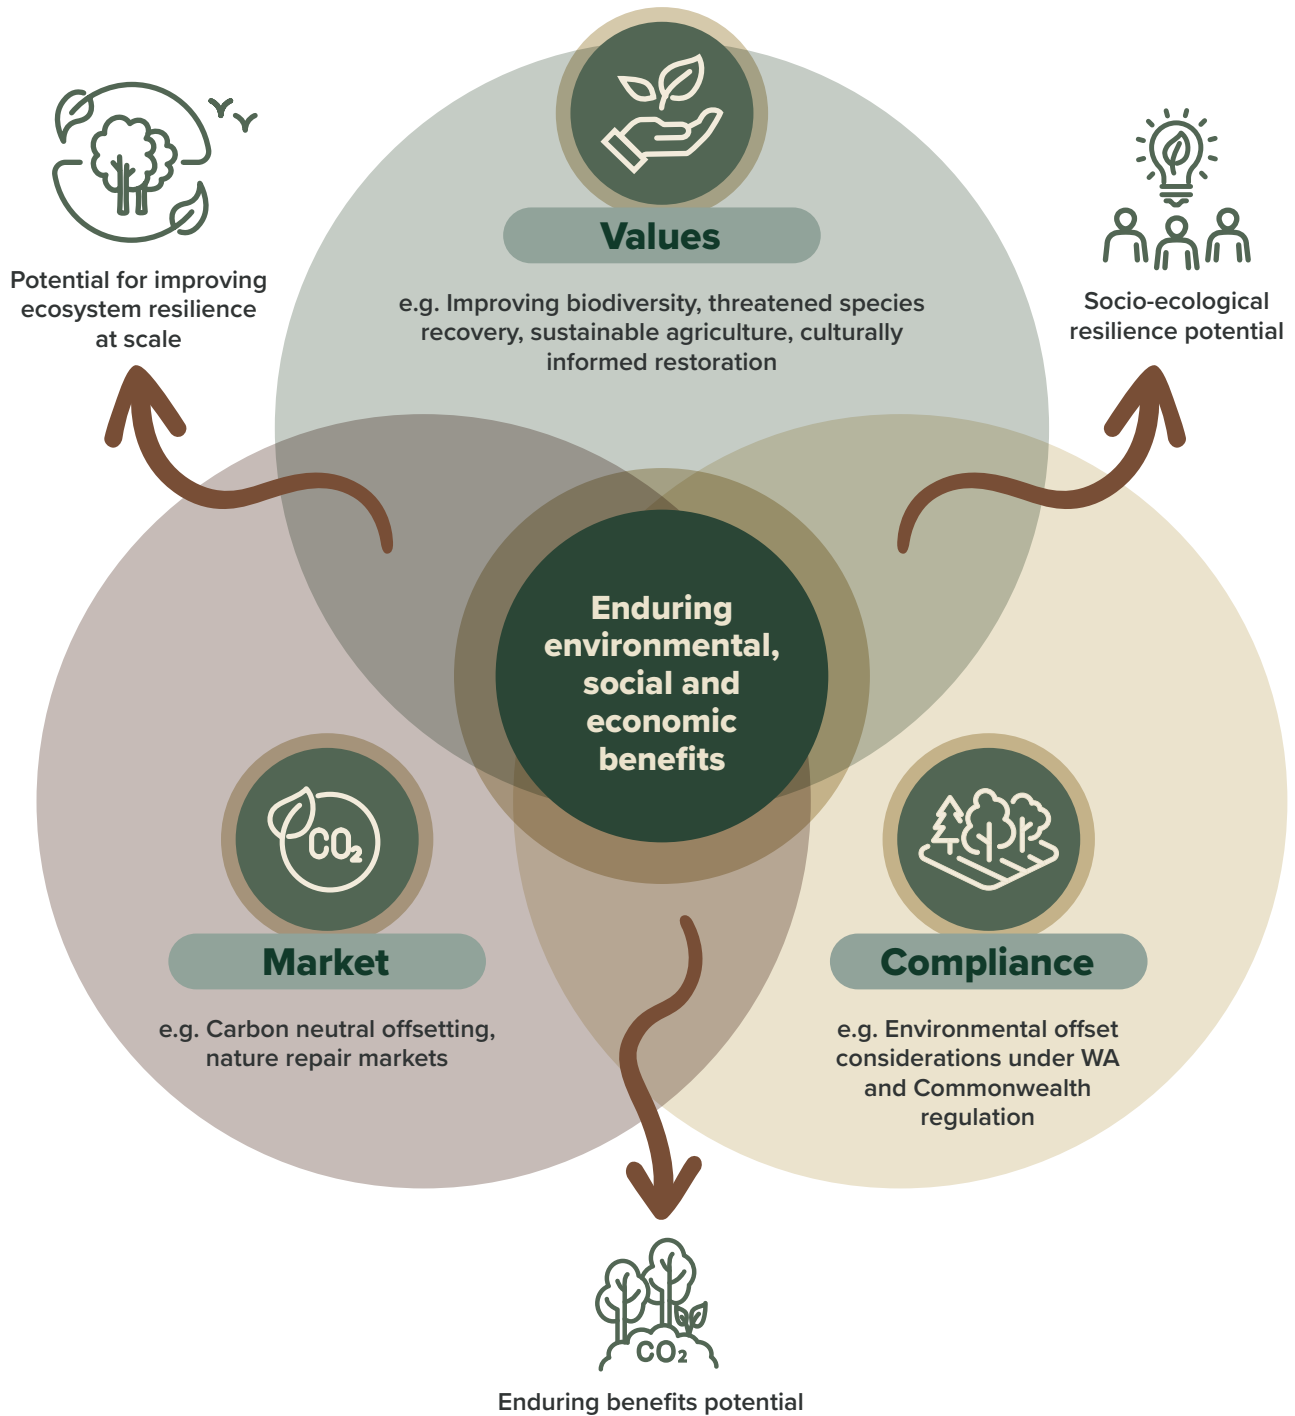 Values
e.g. Improving biodiversity, threatened species
recovery, sustainable agriculture, culturally
informed restoration
Potential for improving
ecosystem resilience
at scale
Socio-ecological
resilience potential
Enduring
environmental,
social and
economic
benefits
CO₂
Market
e.g. Carbon neutral offsetting,
nature repair markets
Compliance
e.g. Environmental offset
considerations under WA
and Commonwealth
regulation
CO₂
Enduring benefits potential